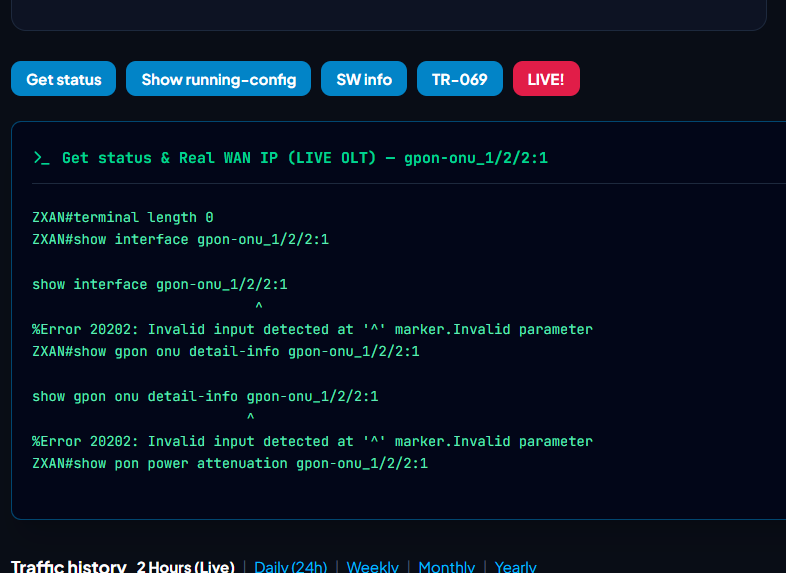 Get status Show running-config SW info TR-069 LIVE!
>_ Get status & Real WAN IP (LIVE OLT) — gpon-onu_1/2/2:1
ZXAN#terminal length 0
ZXAN#show interface gpon-onu_1/2/2:1
show interface gpon-onu_1/2/2:1
^
%Error 20202: Invalid input detected at '^' marker.Invalid parameter
ZXAN#show gpon onu detail-info gpon-onu_1/2/2:1
show gpon onu detail-info gpon-onu_1/2/2:1
^
%Error 20202: Invalid input detected at '^' marker.Invalid parameter
ZXAN#show pon power attenuation gpon-onu_1/2/2:1
Traffic history 2 Hours (Live) | Daily (24h) | Weekly | Monthly | Yearly